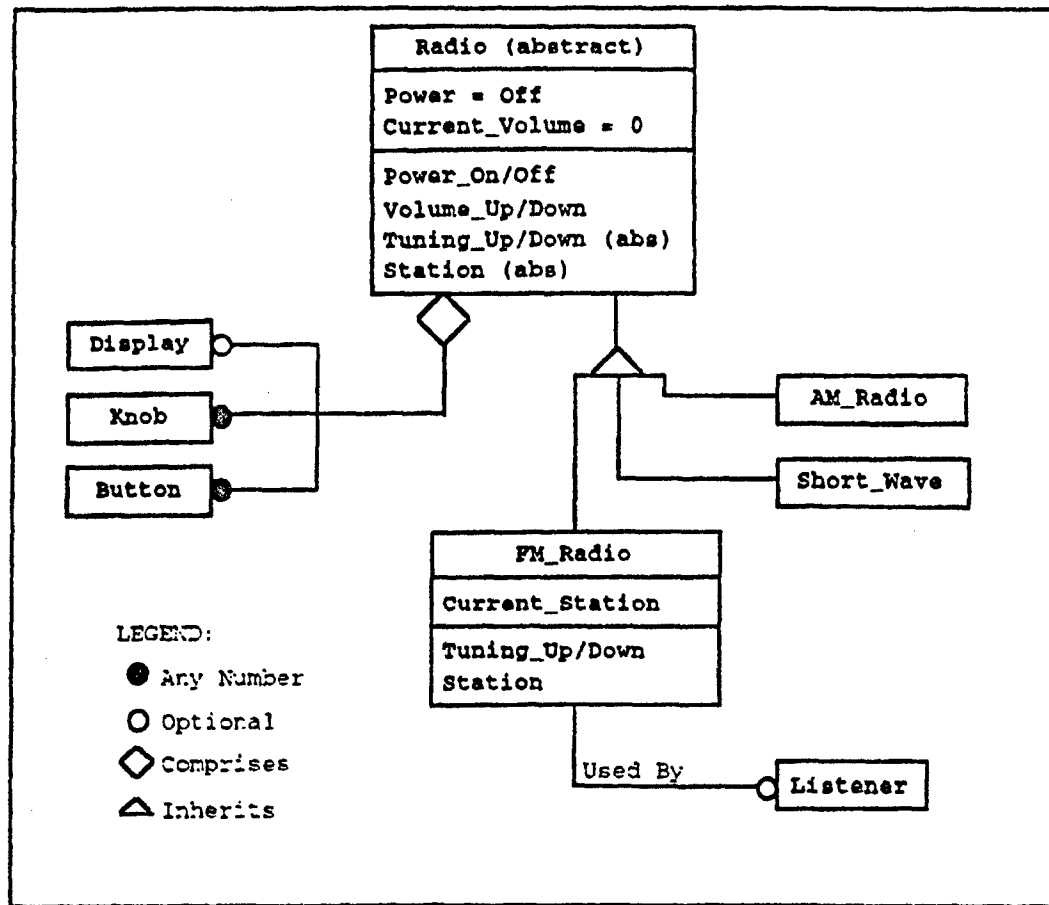 Radio (abstract)
Power = Off
Current_Volume = 0
Power_On/Off
Volume_Up/Down
Tuning_Up/Down (abs)
Station (abs)
Display
Knob
Button
AM_Radio
Short_Wave
FM_Radio
Current_Station
Tuning_Up/Down
Station
LEGEND:
Any Number
Optional
Comprises
Inherits
Used By
Listener